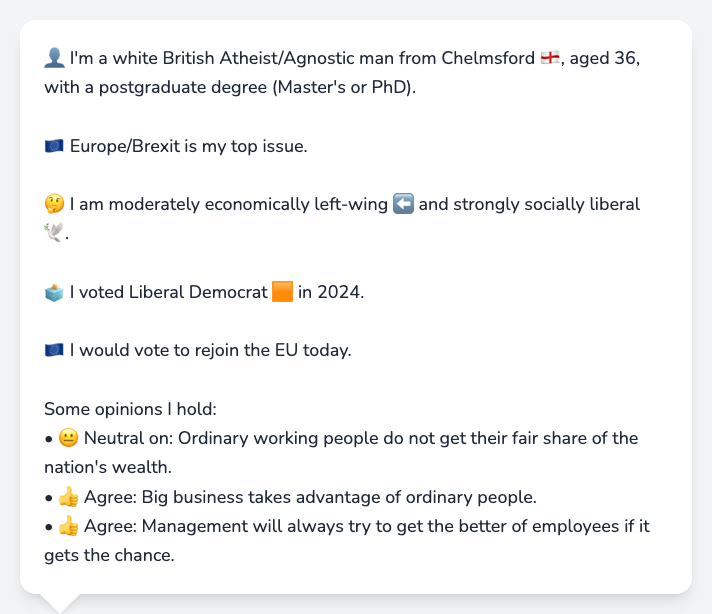 👤 I'm a white British Atheist/Agnostic man from Chelmsford 🏴󠁧󠁢󠁥󠁮󠁧󠁿, aged 36,
with a postgraduate degree (Master's or PhD).
🇪🇺 Europe/Brexit is my top issue.
🤔 I am moderately economically left-wing ⬅️ and strongly socially liberal
🕊️.
🗳️ I voted Liberal Democrat 🟧 in 2024.
🇪🇺 I would vote to rejoin the EU today.
Some opinions I hold:
• 😐 Neutral on: Ordinary working people do not get their fair share of the
nation's wealth.
• 👍 Agree: Big business takes advantage of ordinary people.
• 👍 Agree: Management will always try to get the better of employees if it
gets the chance.